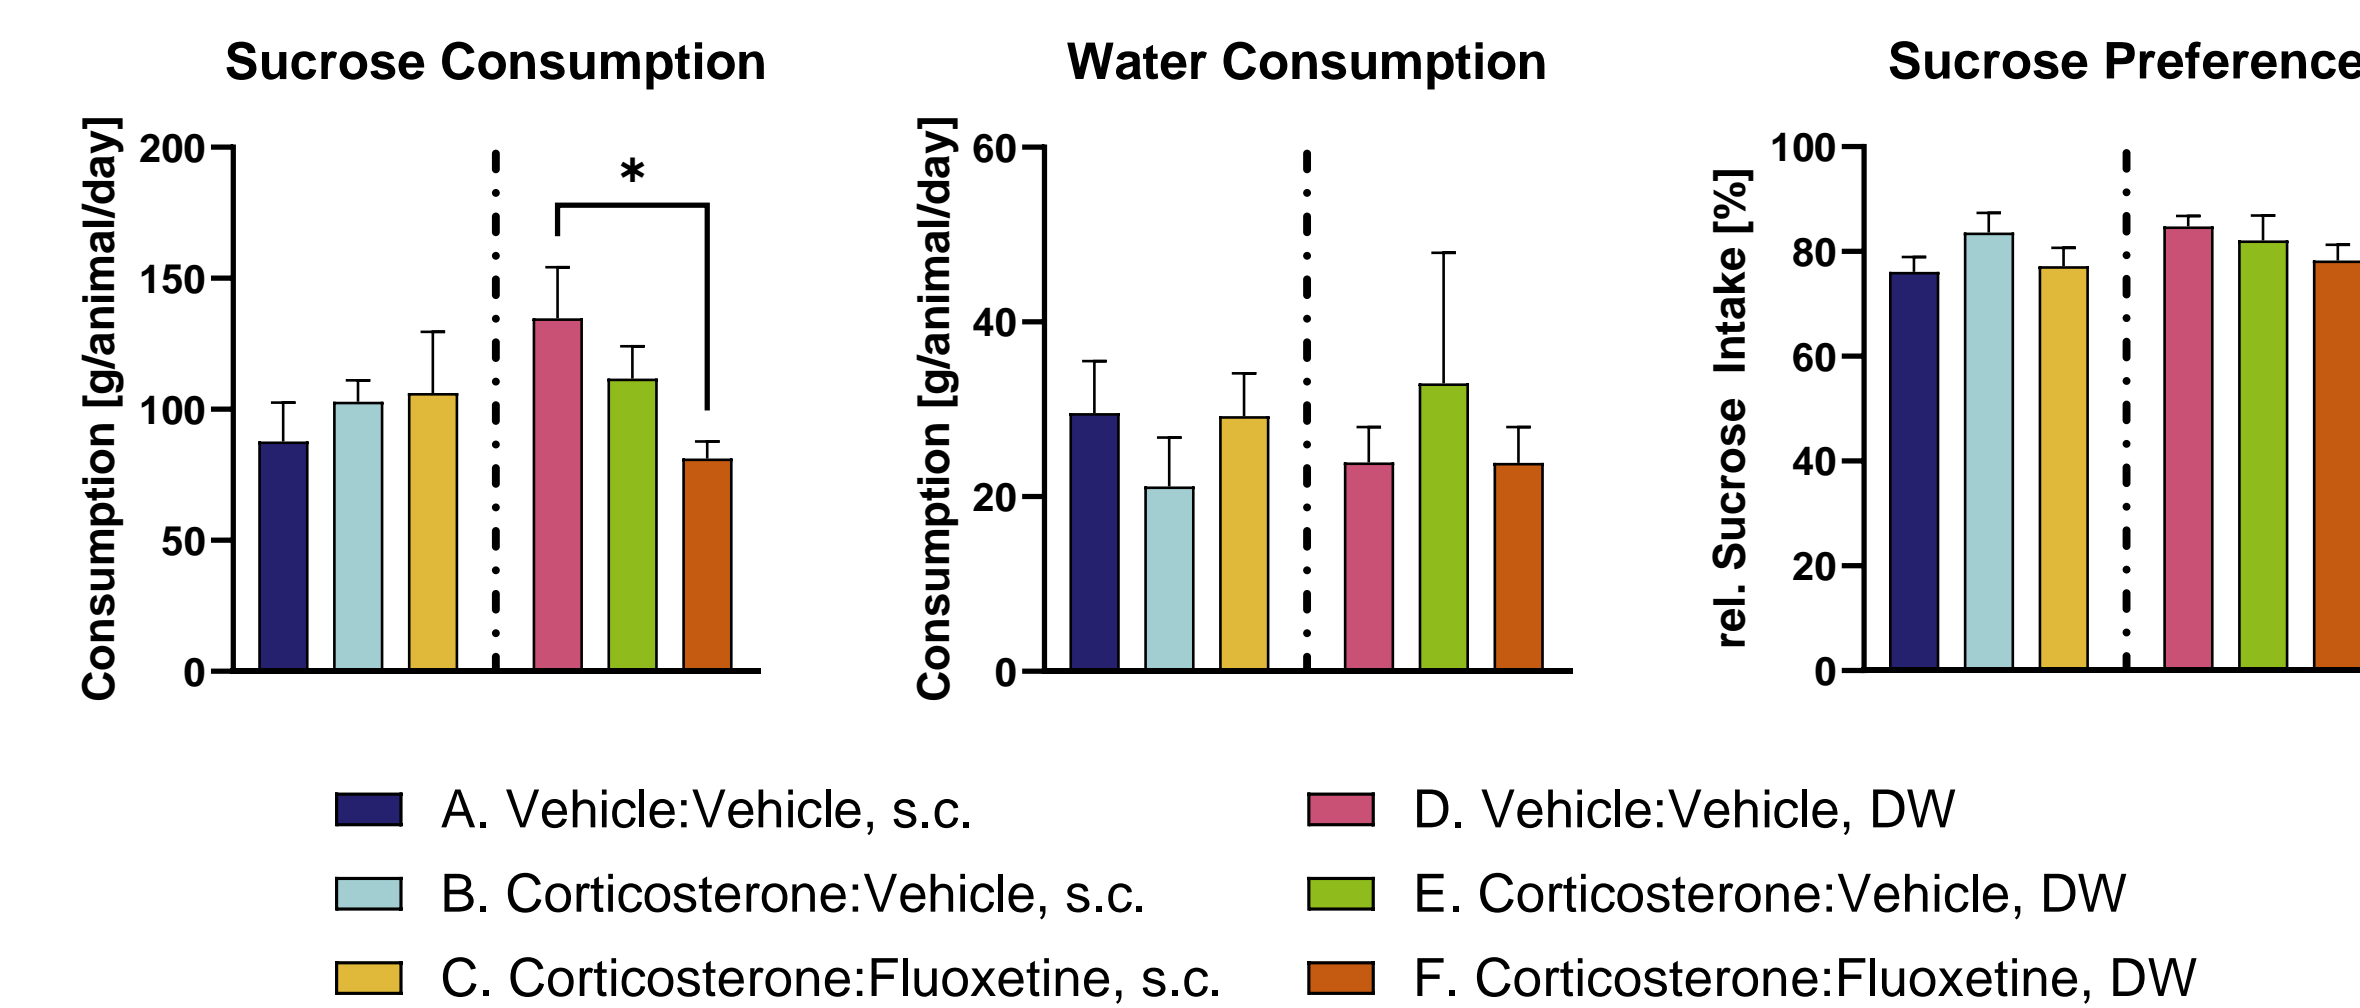 Sucrose Consumption
Consumption [g/animal/day]
200
150
100
50
0
*
Water Consumption
Consumption [g/animal/day]
60
40
20
0
Sucrose Preference
rel. Sucrose Intake [%]
100
80
60
40
20
0
A. Vehicle:Vehicle, s.c.
B. Corticosterone:Vehicle, s.c.
C. Corticosterone:Fluoxetine, s.c.
D. Vehicle:Vehicle, DW
E. Corticosterone:Vehicle, DW
F. Corticosterone:Fluoxetine, DW